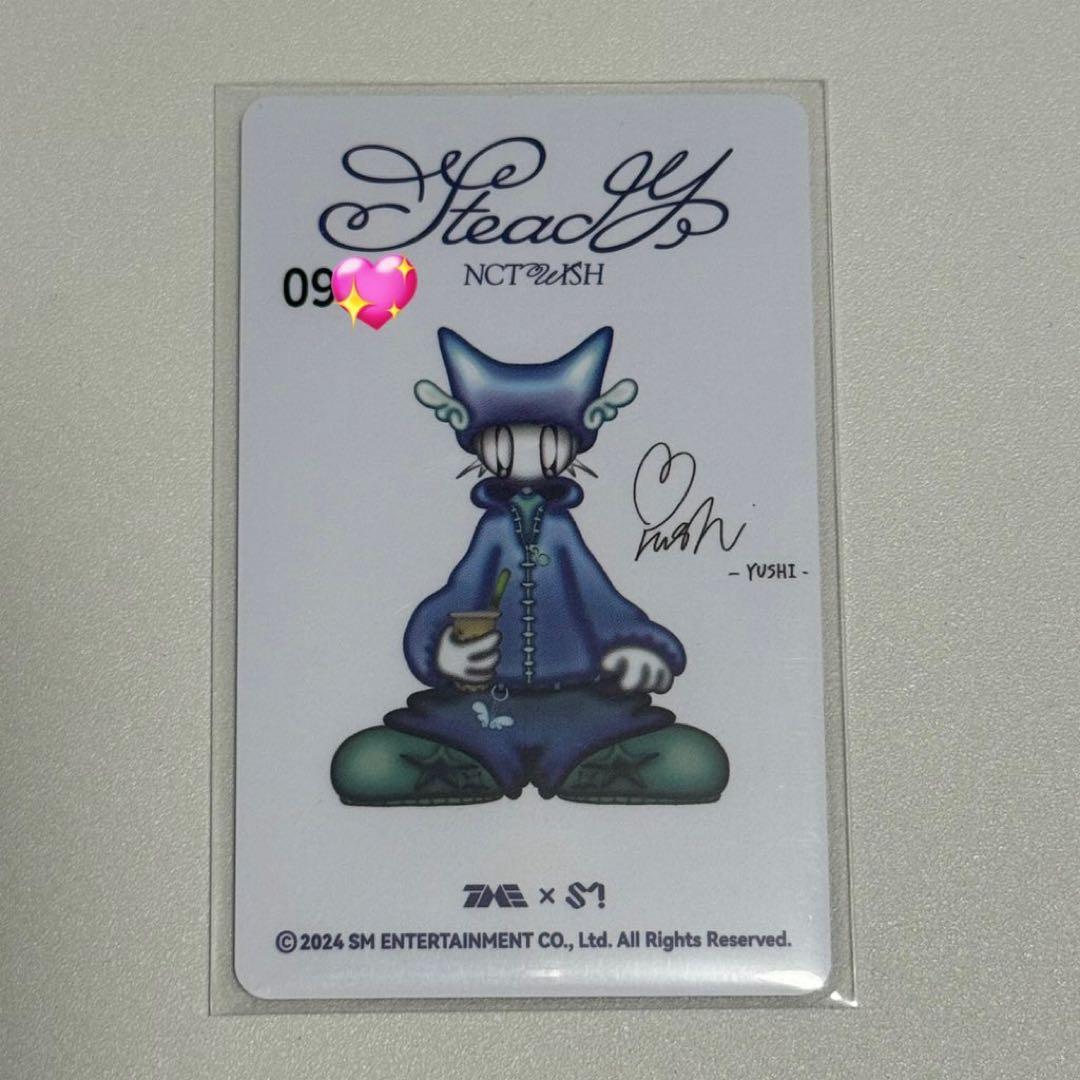 Steady
NCT WISH
09
Yushi
- YUSHI -
TME × SM!
© 2024 SM ENTERTAINMENT CO., Ltd. All Rights Reserved.